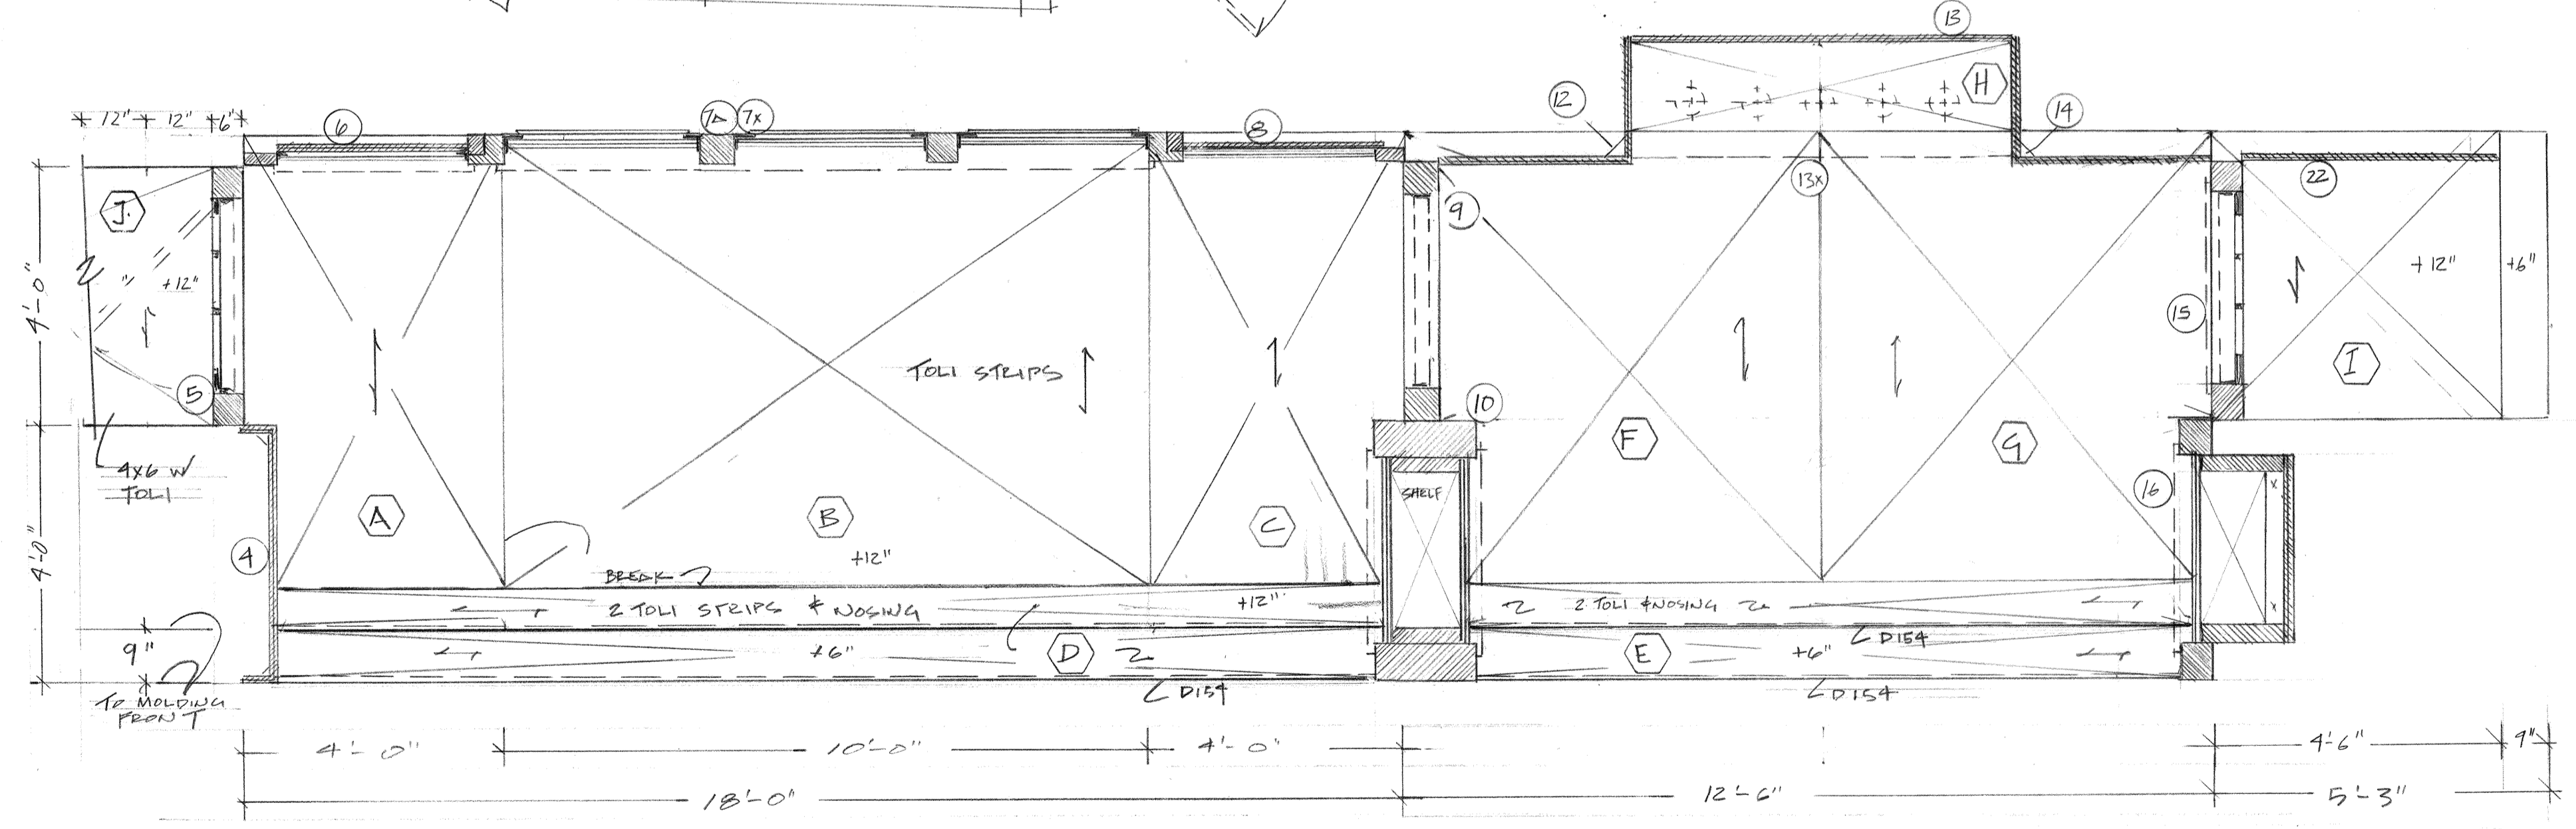 13
H
12
14
12" 12" 6"
6
7A 7X
8
13X
22
J.
9
+12"
+12" +6"
15
4'-0"
TOLI STRIPS
I
5
10
F
G
4X6 W/
TOLI
SHELF
16
A
B
C
4
+12"
4'-0"
BREAK
2 TOLI STRIPS & NOSING
+12"
2 TOLI & NOSING
D154
9"
+6"
D
E
+6"
TO MOLDING
FRONT
D154
D154
4'-0" 10'-0" 4'-0" 4'-6" 9"
18'-0" 12'-6" 5'-3"